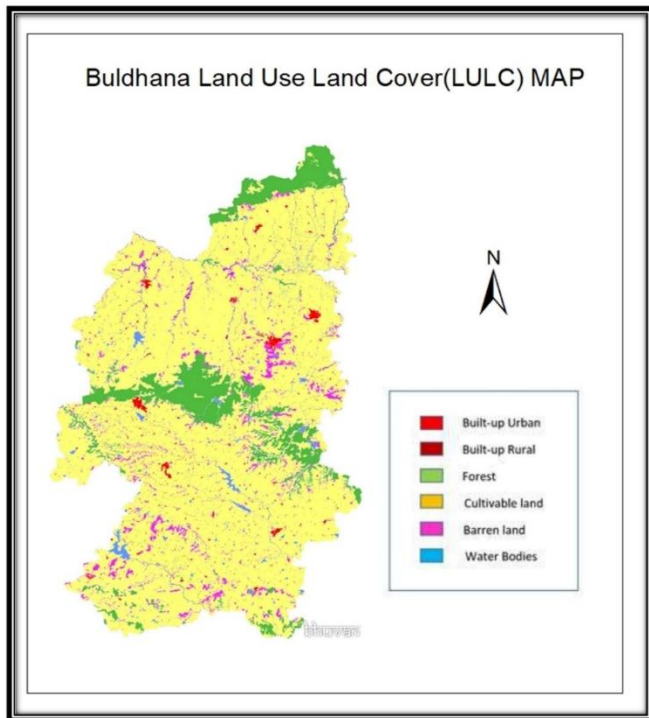 Buldhana Land Use Land Cover(LULC) MAP
N
Built-up Urban
Built-up Rural
Forest
Cultivable land
Barren land
Water Bodies
bhuvan